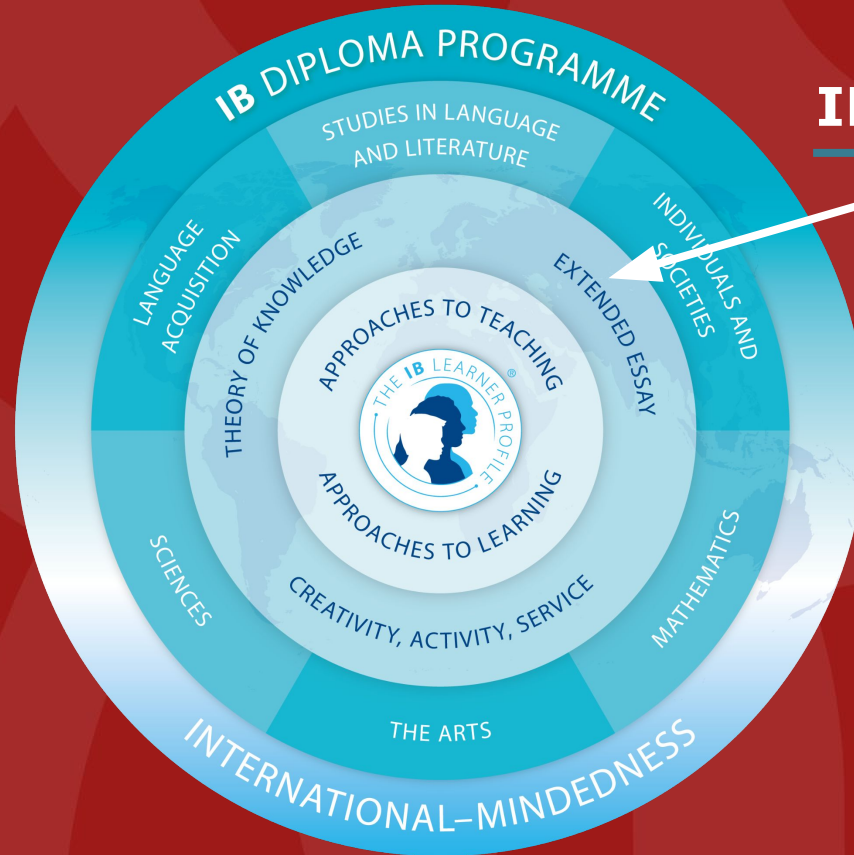 IB DIPLOMA PROGRAMME
STUDIES IN LANGUAGE
AND LITERATURE
INDIVIDUALS AND
SOCIETIES
LANGUAGE
ACQUISITION
THEORY OF KNOWLEDGE
EXTENDED ESSAY
APPROACHES TO TEACHING
THE IB LEARNER PROFILE
®
APPROACHES TO LEARNING
CREATIVITY, ACTIVITY, SERVICE
SCIENCES
MATHEMATICS
THE ARTS
INTERNATIONAL–MINDEDNESS